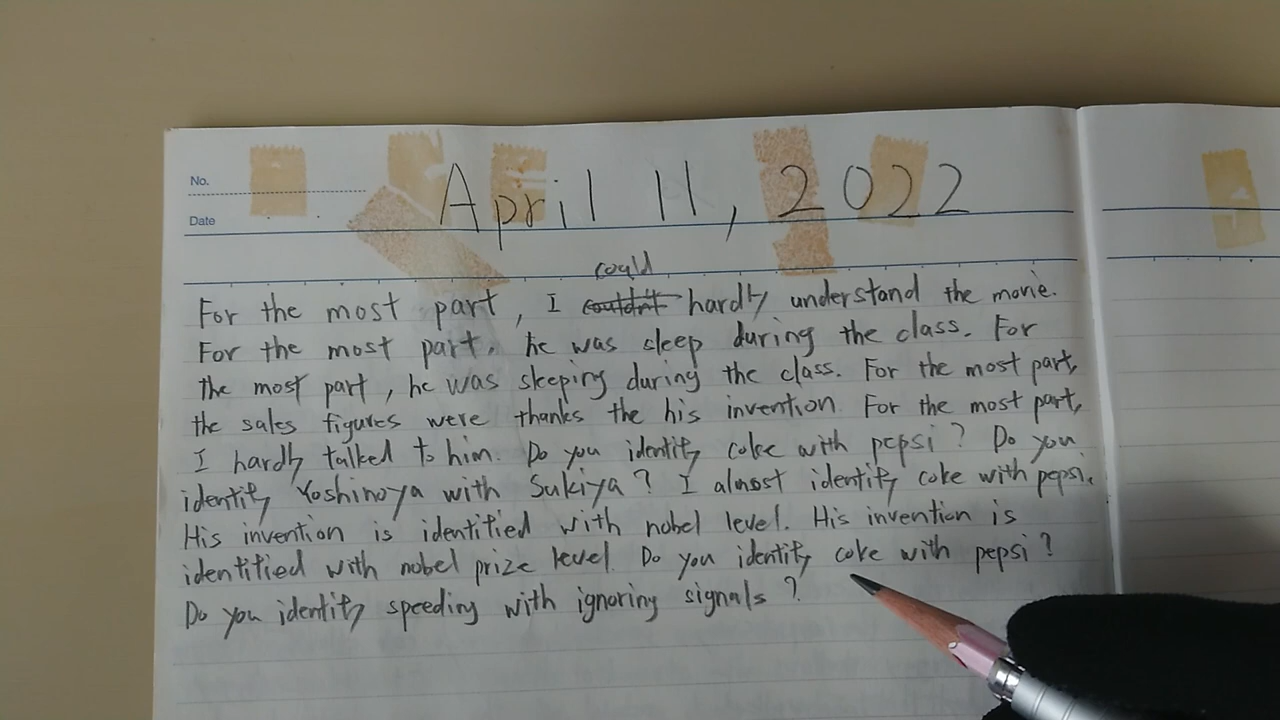 No.
Date
April 11, 2022
could
For the most part, I couldn't hardly understand the movie.
For the most part. he was sleep during the class. For
the most part, he was sleeping during the class. For the most part,
the sales figures were thanks the his invention. For the most part,
I hardly talked to him. Do you identify coke with pepsi? Do you
identify Yoshinoya with Sukiya? I almost identify coke with pepsi.
His invention is identified with nobel level. His invention is
identified with nobel prize level. Do you identify coke with pepsi?
Do you identify speeding with ignoring signals?